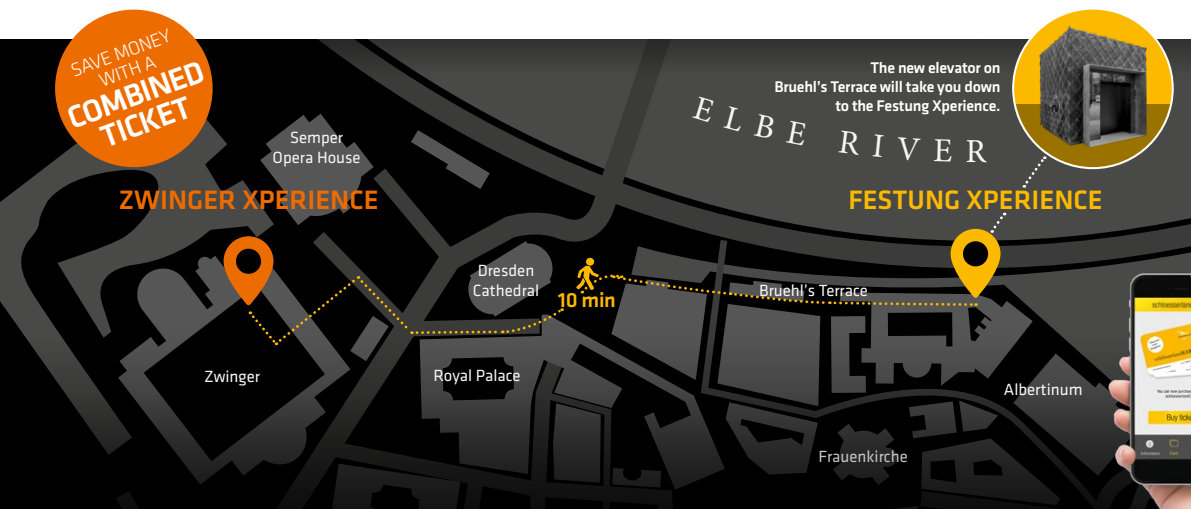 SAVE MONEY
WITH A
COMBINED
TICKET
The new elevator on
Bruehl's Terrace will take you down
to the Festung Xperience.
ELBE RIVER
Semper
Opera House
ZWINGER XPERIENCE
FESTUNG XPERIENCE
Dresden
Cathedral
10 min
Bruehl's Terrace
Zwinger
Royal Palace
Albertinum
Frauenkirche
schloesserlan
Buy ticke